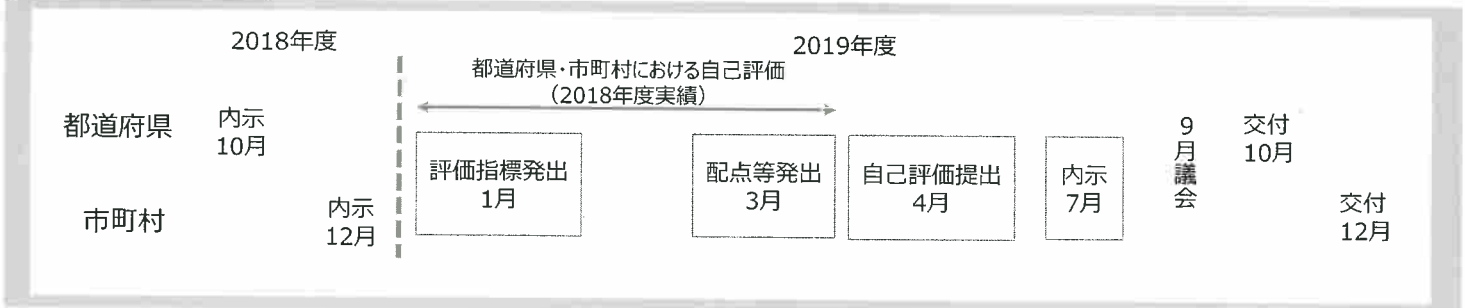 2018年度
2019年度
都道府県・市町村における自己評価
（2018年度実績）
都道府県
内示
10月
市町村
内示
12月
評価指標発出
1月
配点等発出
3月
自己評価提出
4月
内示
7月
9月議会
交付
10月
交付
12月